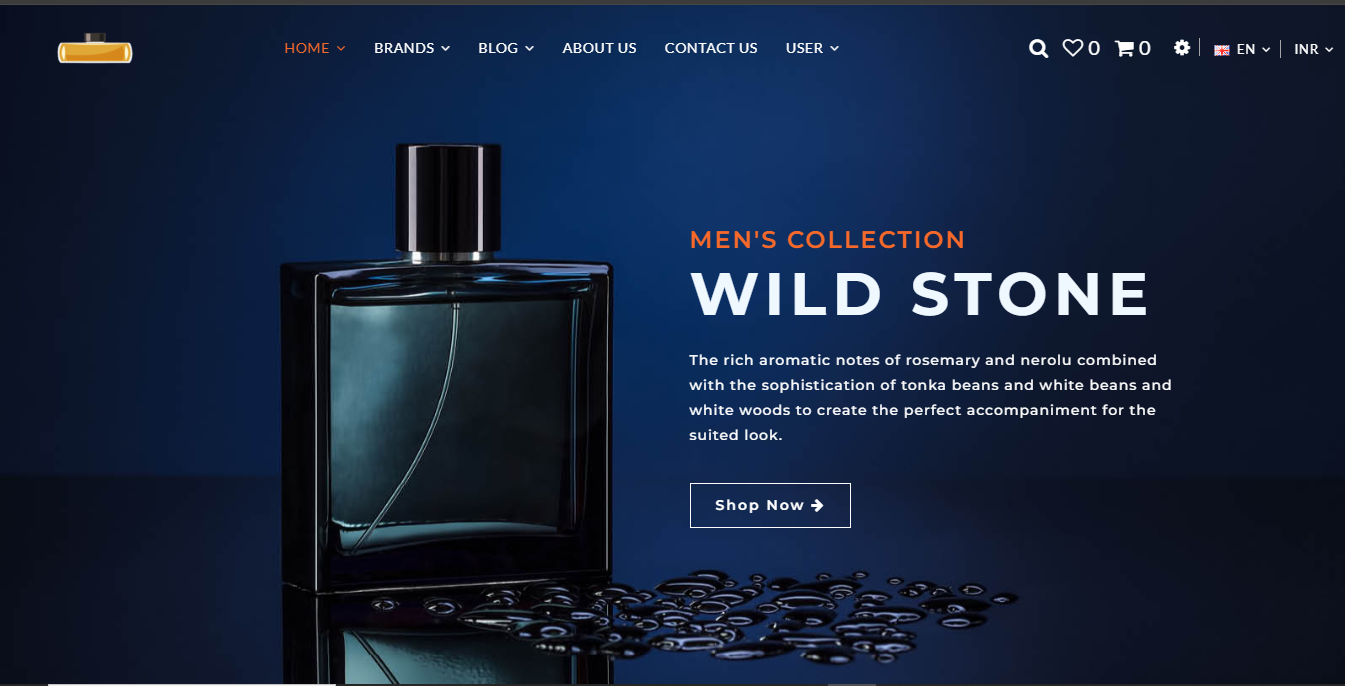 HOME BRANDS BLOG ABOUT US CONTACT US USER 0 0 EN INR
MEN'S COLLECTION
WILD STONE
The rich aromatic notes of rosemary and nerolu combined
with the sophistication of tonka beans and white beans and
white woods to create the perfect accompaniment for the
suited look.
Shop Now